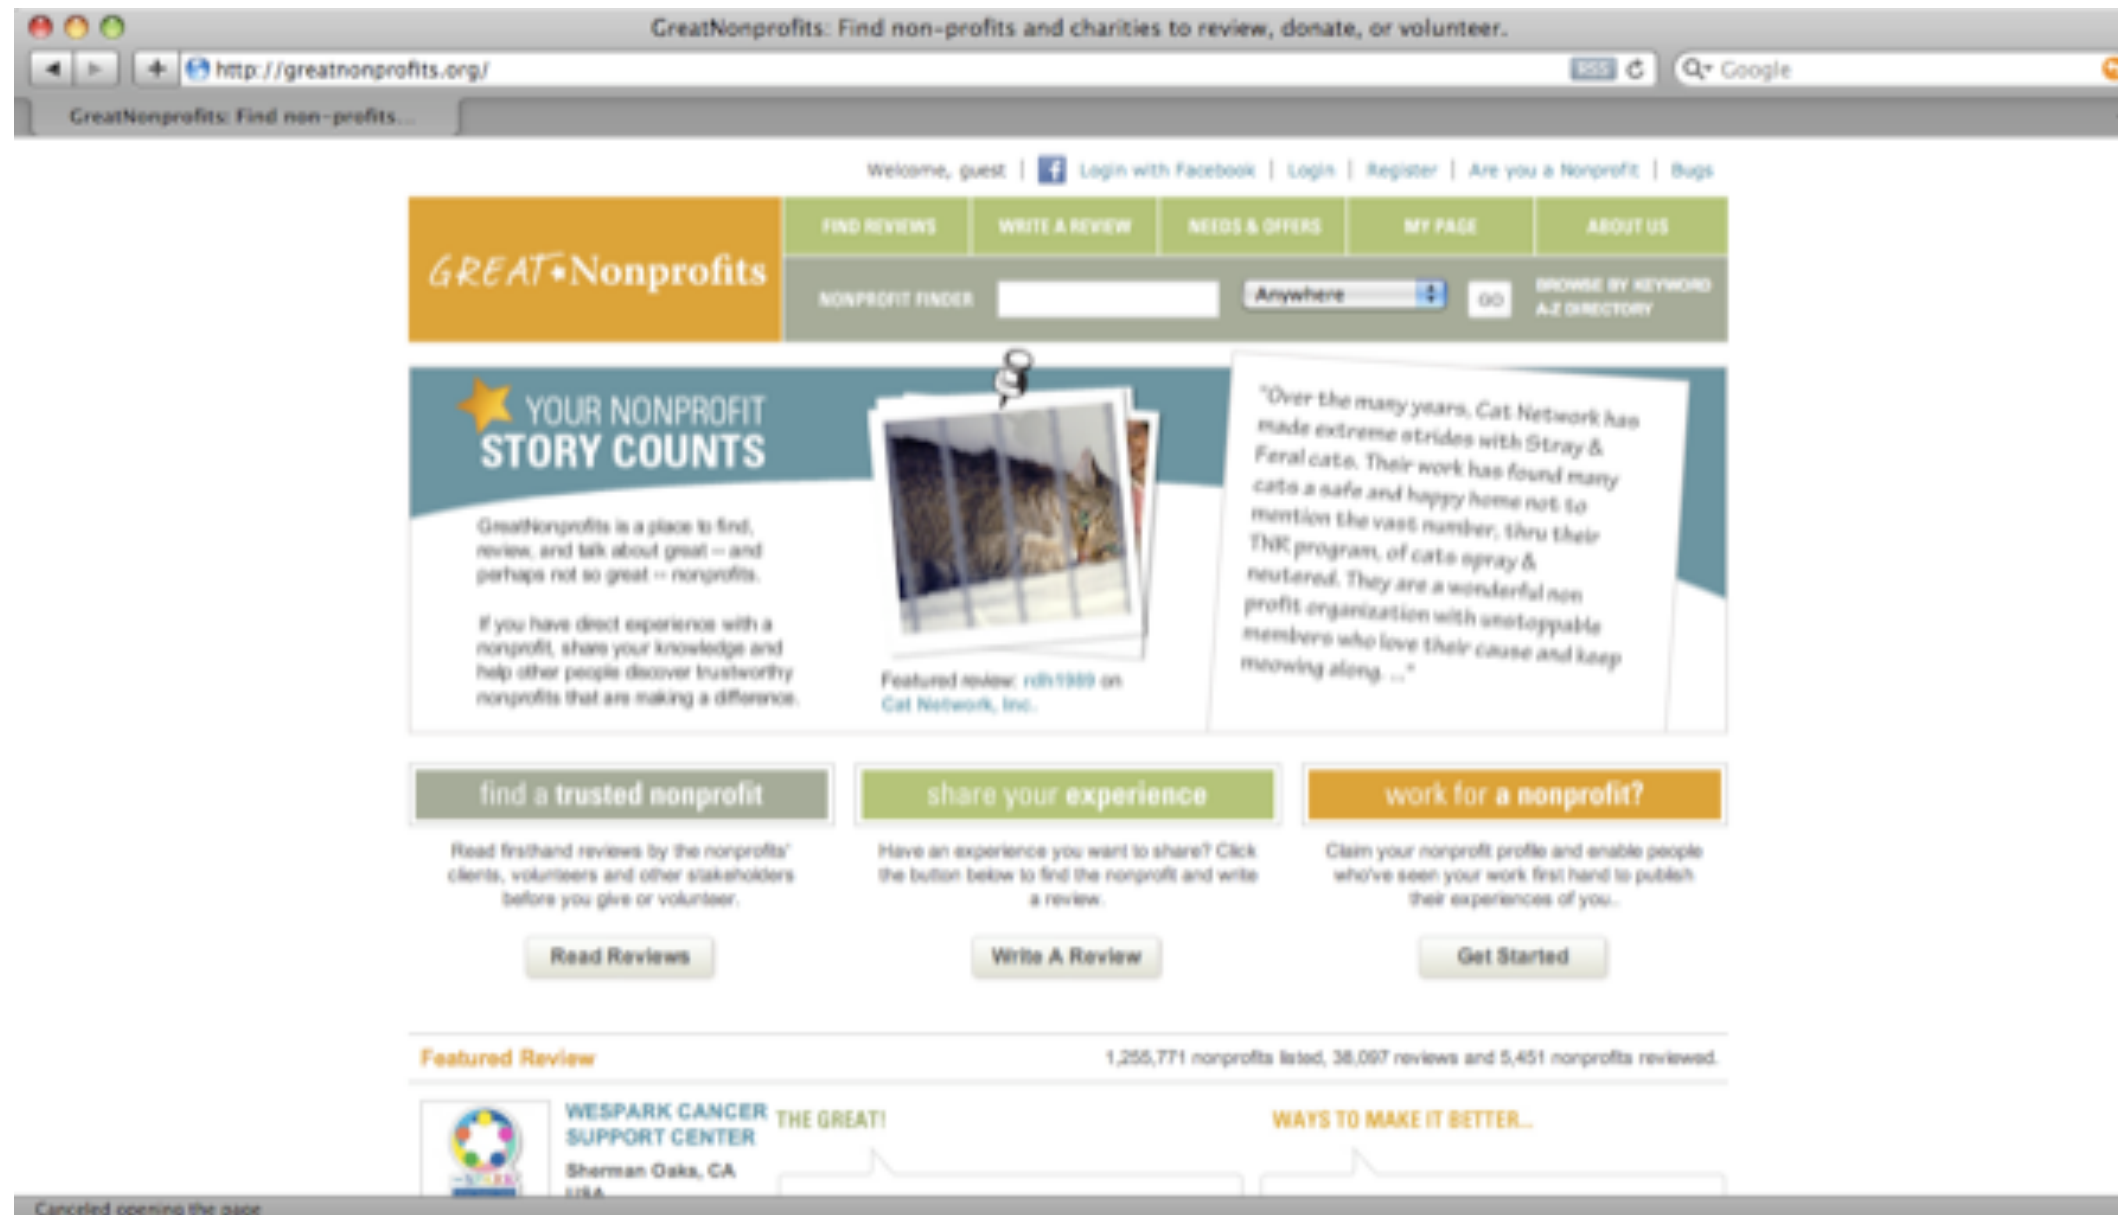 GreatNonprofits: Find non-profits and charities to review, donate, or volunteer.
http://greatnonprofits.org/
RSS
Google
GreatNonprofits: Find non-profits...
Welcome, guest | Login with Facebook | Login | Register | Are you a Nonprofit | Bugs
GREAT Nonprofits
FIND REVIEWS
WRITE A REVIEW
NEEDS & OFFERS
MY PAGE
ABOUT US
NONPROFIT FINDER
Anywhere
GO
BROWSE BY KEYWORD
A-Z DIRECTORY
YOUR NONPROFIT
STORY COUNTS
GreatNonprofits is a place to find,
review, and talk about great -- and
perhaps not so great -- nonprofits.
If you have direct experience with a
nonprofit, share your knowledge and
help other people discover trustworthy
nonprofits that are making a difference.
Featured review: rdh1989 on
Cat Network, Inc.
"Over the many years, Cat Network has
made extreme strides with Stray &
Feral cats. Their work has found many
cats a safe and happy home not to
mention the vast number, thru their
TNR program, of cats spray &
neutered. They are a wonderful non
profit organization with unstoppable
members who love their cause and keep
meowing along. ..."
find a trusted nonprofit
Read firsthand reviews by the nonprofits'
clients, volunteers and other stakeholders
before you give or volunteer.
Read Reviews
share your experience
Have an experience you want to share? Click
the button below to find the nonprofit and write
a review.
Write A Review
work for a nonprofit?
Claim your nonprofit profile and enable people
who've seen your work first hand to publish
their experiences of you..
Get Started
Featured Review
1,255,771 nonprofits listed, 38,097 reviews and 5,451 nonprofits reviewed.
WESPARK CANCER
SUPPORT CENTER
Sherman Oaks, CA
USA
THE GREAT!
WAYS TO MAKE IT BETTER...
Canceled opening the page